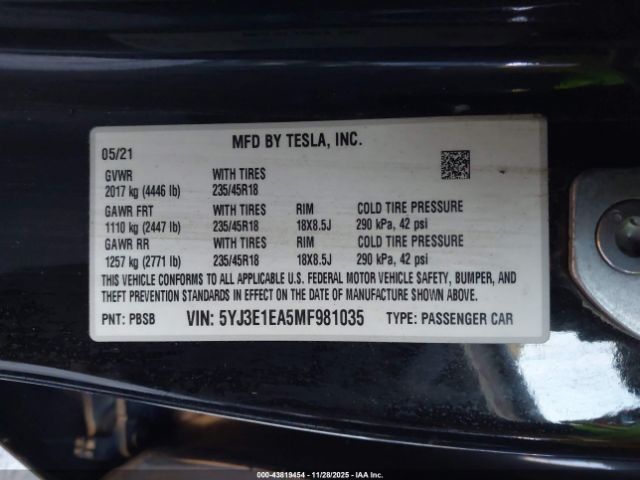 MFD BY TESLA, INC.
05/21
GVWR WITH TIRES
2017 kg (4446 lb) 235/45R18
GAWR FRT WITH TIRES RIM COLD TIRE PRESSURE
1110 kg (2447 lb) 235/45R18 18X8.5J 290 kPa, 42 psi
GAWR RR WITH TIRES RIM COLD TIRE PRESSURE
1257 kg (2771 lb) 235/45R18 18X8.5J 290 kPa, 42 psi
THIS VEHICLE CONFORMS TO ALL APPLICABLE U.S. FEDERAL MOTOR VEHICLE SAFETY, BUMPER, AND
THEFT PREVENTION STANDARDS IN EFFECT ON THE DATE OF MANUFACTURE SHOWN ABOVE.
PNT: PBSB VIN: 5YJ3E1EA5MF981035 TYPE: PASSENGER CAR
000-43819454 - 11/28/2025 - IAA Inc.